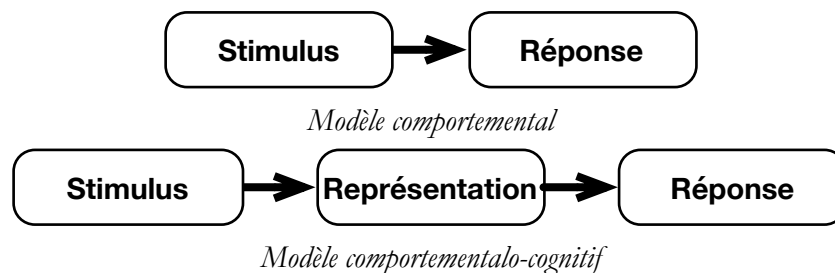 Stimulus Réponse
Modèle comportemental
Stimulus Représentation Réponse
Modèle comportementalo-cognitif